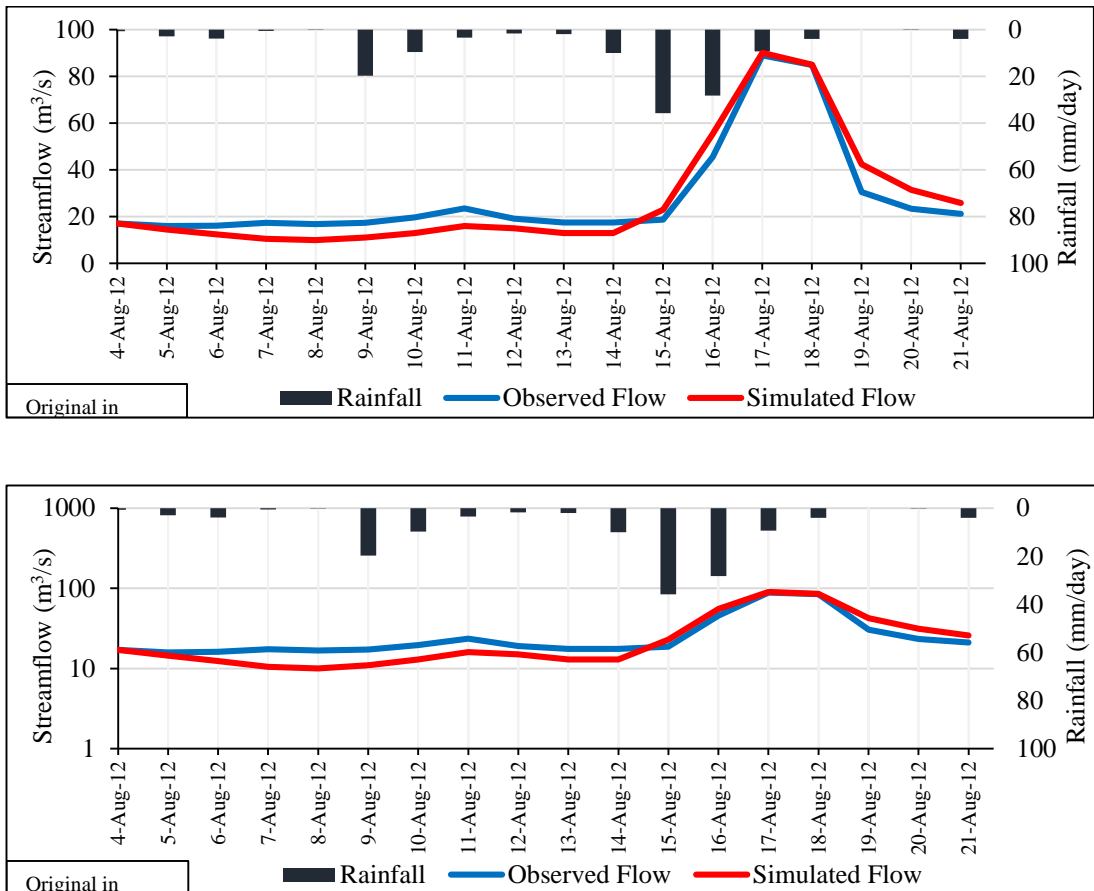 100
80
60
40
20
0
Streamflow (m³/s)
0
20
40
60
80
100
Rainfall (mm/day)
4-Aug-12
5-Aug-12
6-Aug-12
7-Aug-12
8-Aug-12
9-Aug-12
10-Aug-12
11-Aug-12
12-Aug-12
13-Aug-12
14-Aug-12
15-Aug-12
16-Aug-12
17-Aug-12
18-Aug-12
19-Aug-12
20-Aug-12
21-Aug-12
Original in
Rainfall Observed Flow Simulated Flow
1000
100
10
1
Streamflow (m³/s)
0
20
40
60
80
100
Rainfall (mm/day)
4-Aug-12
5-Aug-12
6-Aug-12
7-Aug-12
8-Aug-12
9-Aug-12
10-Aug-12
11-Aug-12
12-Aug-12
13-Aug-12
14-Aug-12
15-Aug-12
16-Aug-12
17-Aug-12
18-Aug-12
19-Aug-12
20-Aug-12
21-Aug-12
Original in
Rainfall Observed Flow Simulated Flow